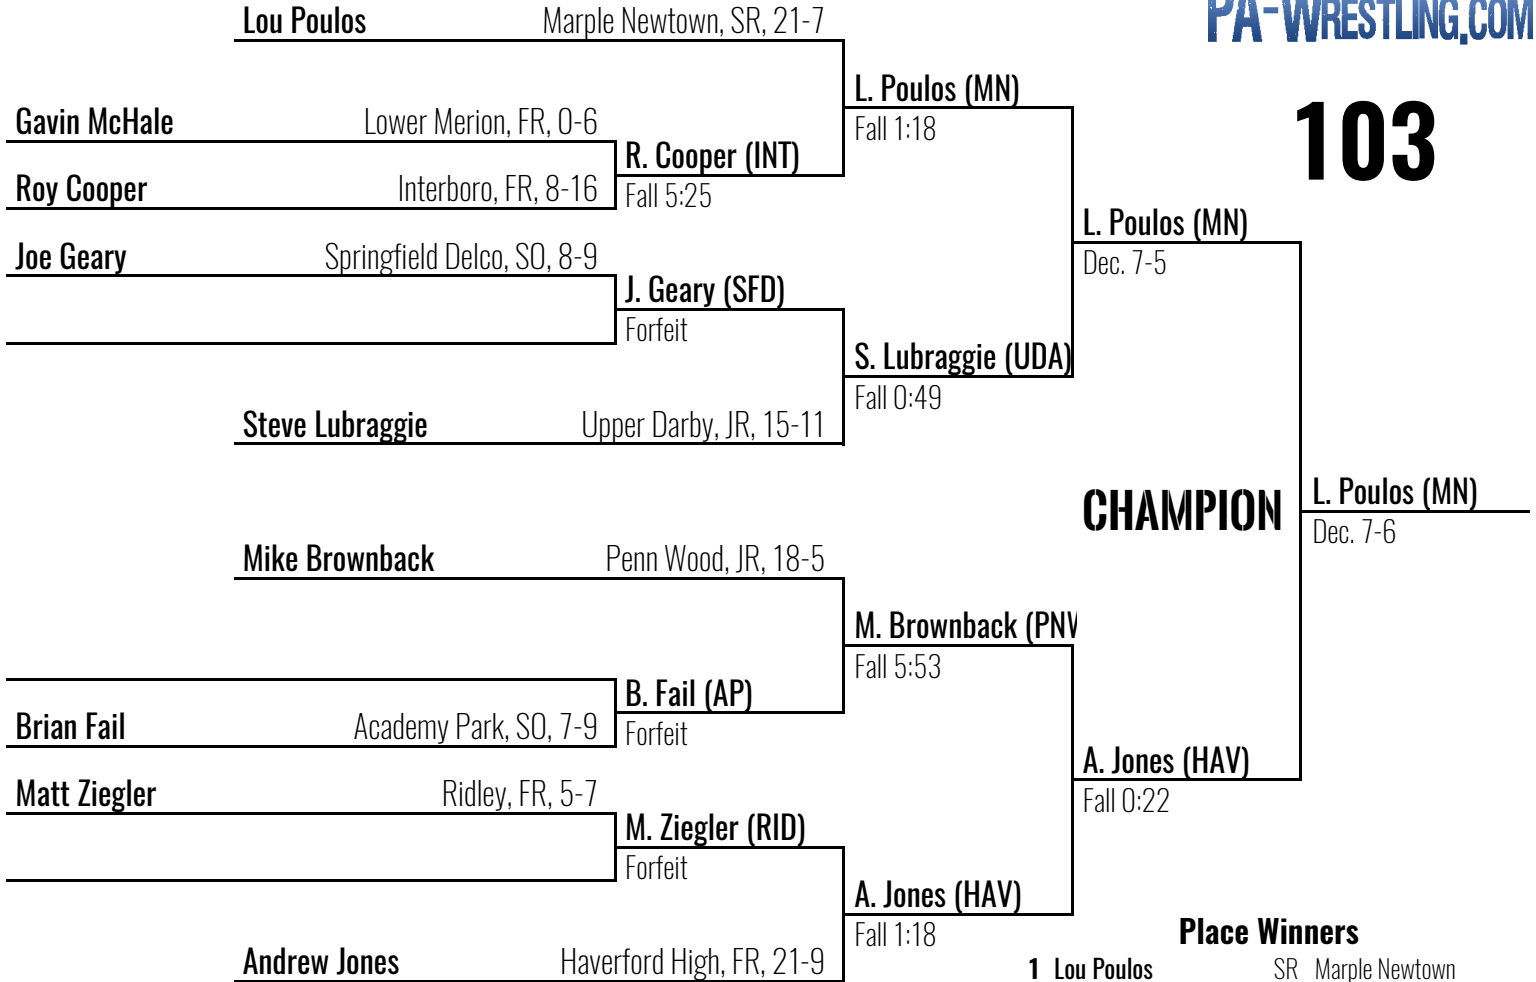 Lou Poulos Marple Newtown, SR, 21-7
PA-WRESTLING.COM
L. Poulos (MN)
Fall 1:18
103
Gavin McHale Lower Merion, FR, 0-6
R. Cooper (INT)
Fall 5:25
Roy Cooper Interboro, FR, 8-16
L. Poulos (MN)
Dec. 7-5
Joe Geary Springfield Delco, SO, 8-9
J. Geary (SFD)
Forfeit
S. Lubraggie (UDA)
Fall 0:49
Steve Lubraggie Upper Darby, JR, 15-11
CHAMPION
L. Poulos (MN)
Dec. 7-6
Mike Brownback Penn Wood, JR, 18-5
M. Brownback (PNW
Fall 5:53
B. Fail (AP)
Forfeit
Brian Fail Academy Park, SO, 7-9
A. Jones (HAV)
Fall 0:22
Matt Ziegler Ridley, FR, 5-7
M. Ziegler (RID)
Forfeit
A. Jones (HAV)
Fall 1:18
Andrew Jones Haverford High, FR, 21-9
Place Winners
1 Lou Poulos SR Marple Newtown